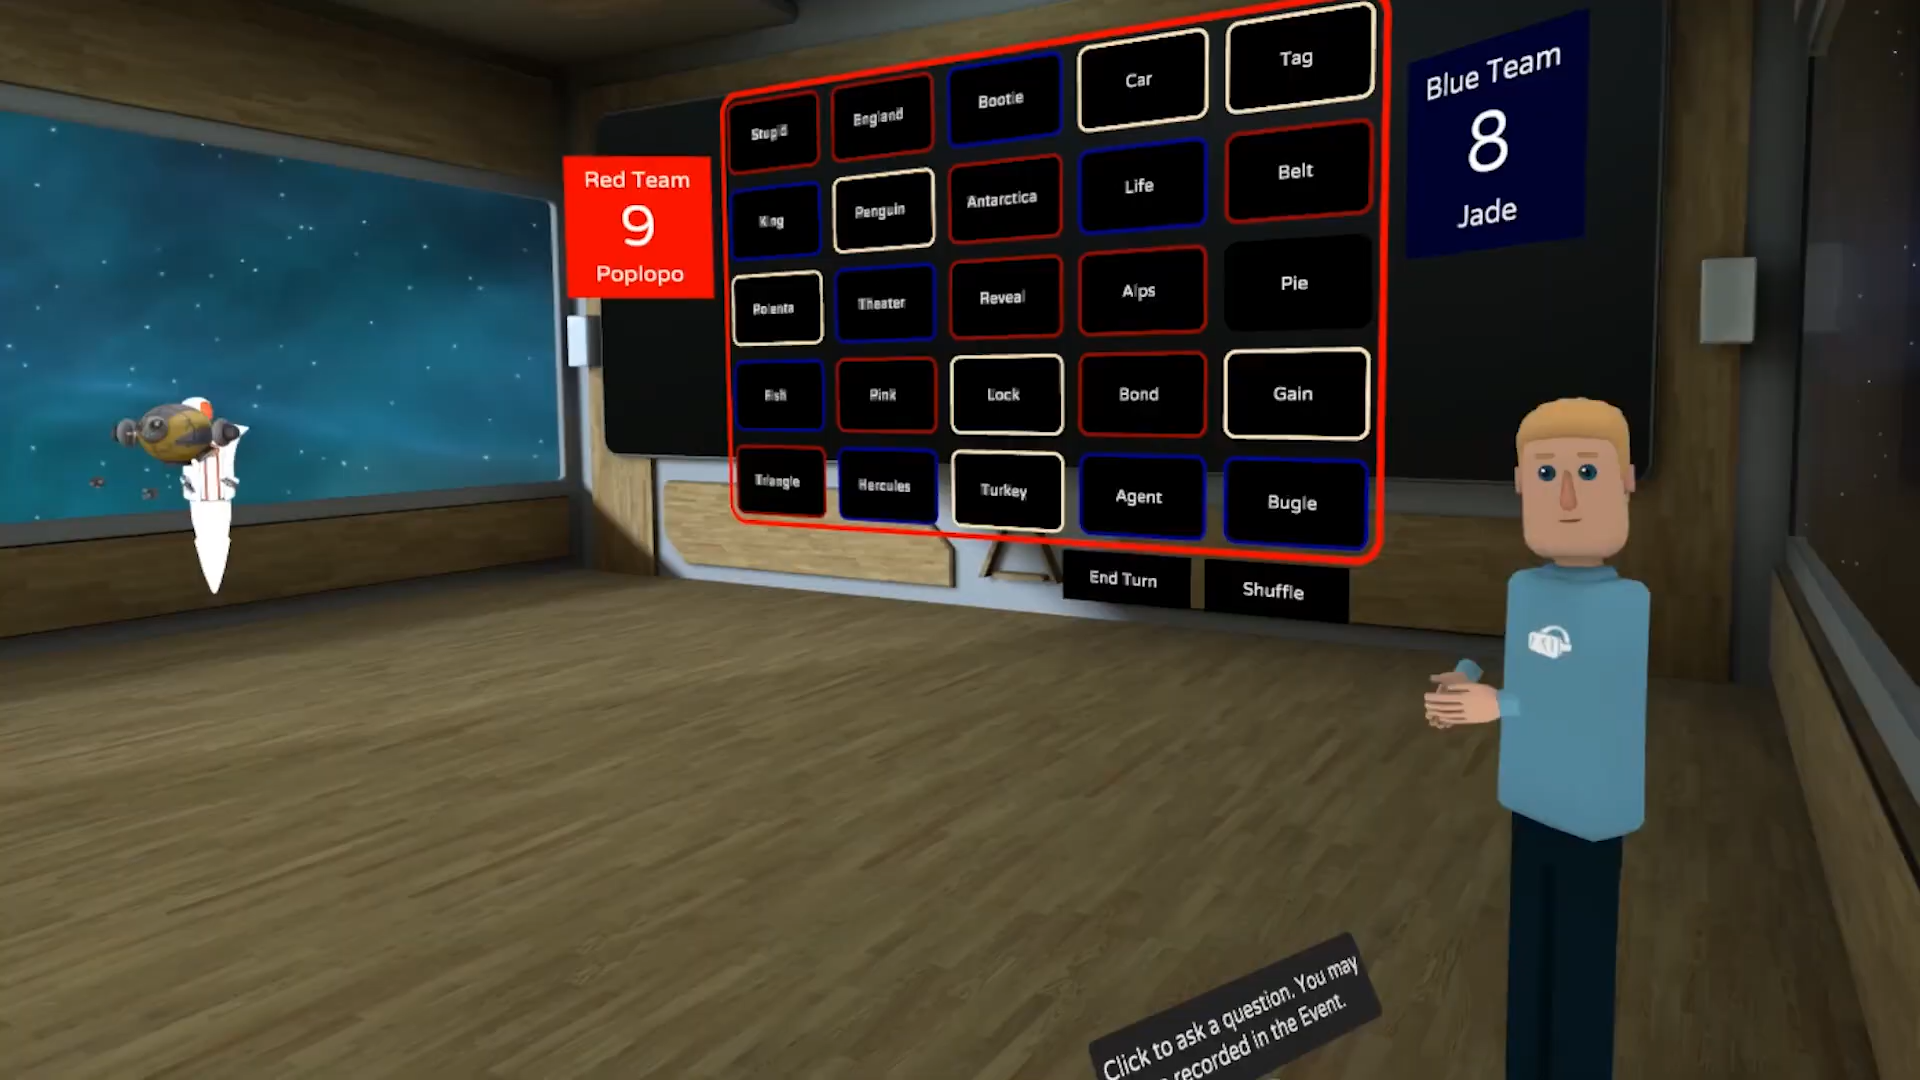 Red Team
9
Poplopo
Stupid
England
Bootie
Car
Tag
King
Penguin
Antarctica
Life
Belt
Polenta
Theater
Reveal
Alps
Pie
Fish
Pink
Lock
Bond
Gain
Triangle
Hercules
Turkey
Agent
Bugle
End Turn
Shuffle
Blue Team
8
Jade
Click to ask a question. You may
recorded in the Event.